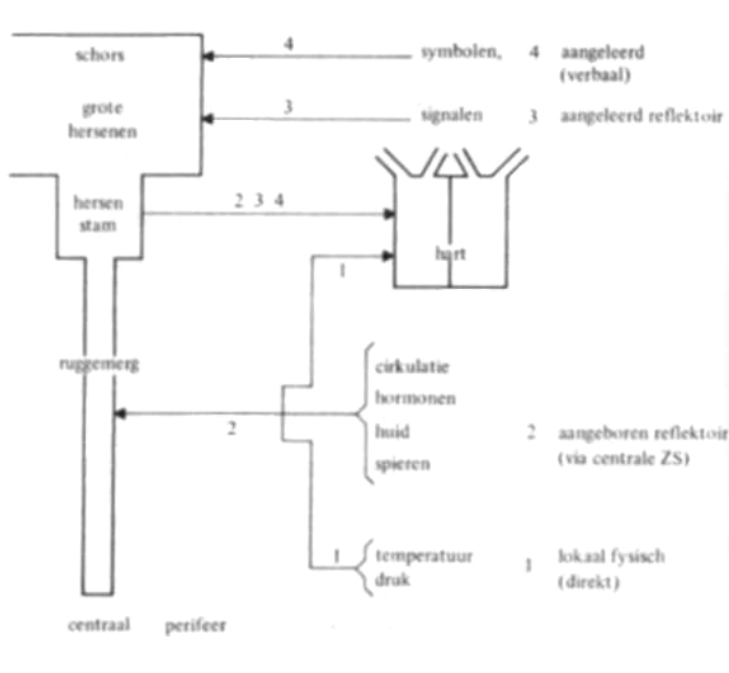 schors
4
symbolen,
4 aangeleerd
(verbaal)
grote
hersenen
3
signalen
3 aangeleerd reflektoir
hersen
stam
2 3 4
hart
1
ruggemerg
cirkulatie
hormonen
huid
spieren
2
2 aangeboren reflektoir
(via centrale ZS)
1
temperatuur
druk
1 lokaal fysisch
(direkt)
centraal perifeer